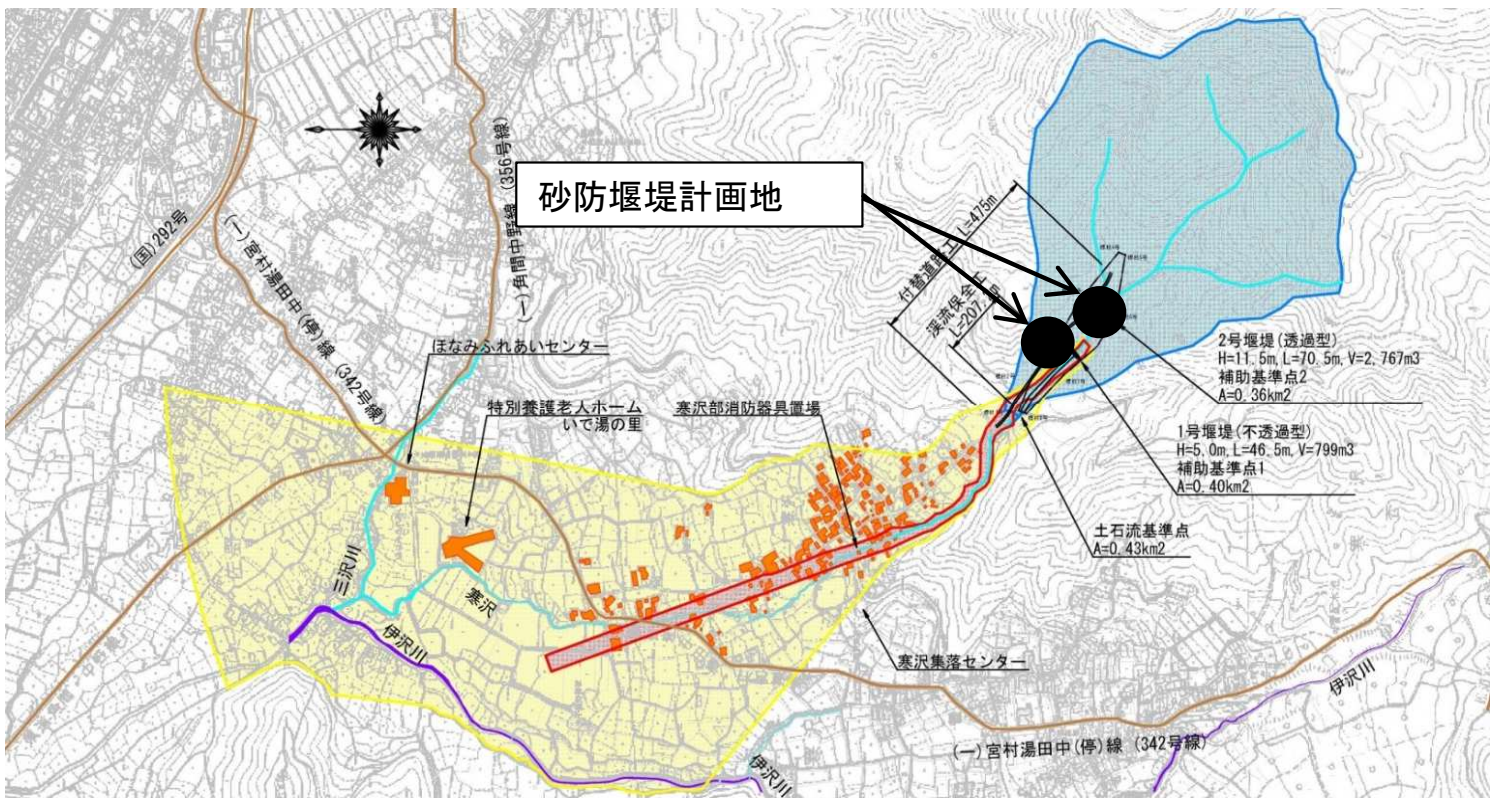 砂防堰堤計画地
(国)292号
(一)宮村湯田中(停)線 (342号線)
(一)角間中野線 (356号線)
付替道路工 L=475m
渓流保全工
ほなみふれあいセンター
特別養護老人ホーム
いで湯の里
寒沢部消防器具置場
2号堰堤(透過型)
H=11.5m, L=70.5m, V=2,767m3
補助基準点2
A=0.36km2
1号堰堤(不透過型)
H=5.0m, L=46.5m, V=799m3
補助基準点1
A=0.40km2
土石流基準点
A=0.43km2
三沢川
寒沢
伊沢川
寒沢集落センター
伊沢川
(一)宮村湯田中(停)線 (342号線)
伊沢川